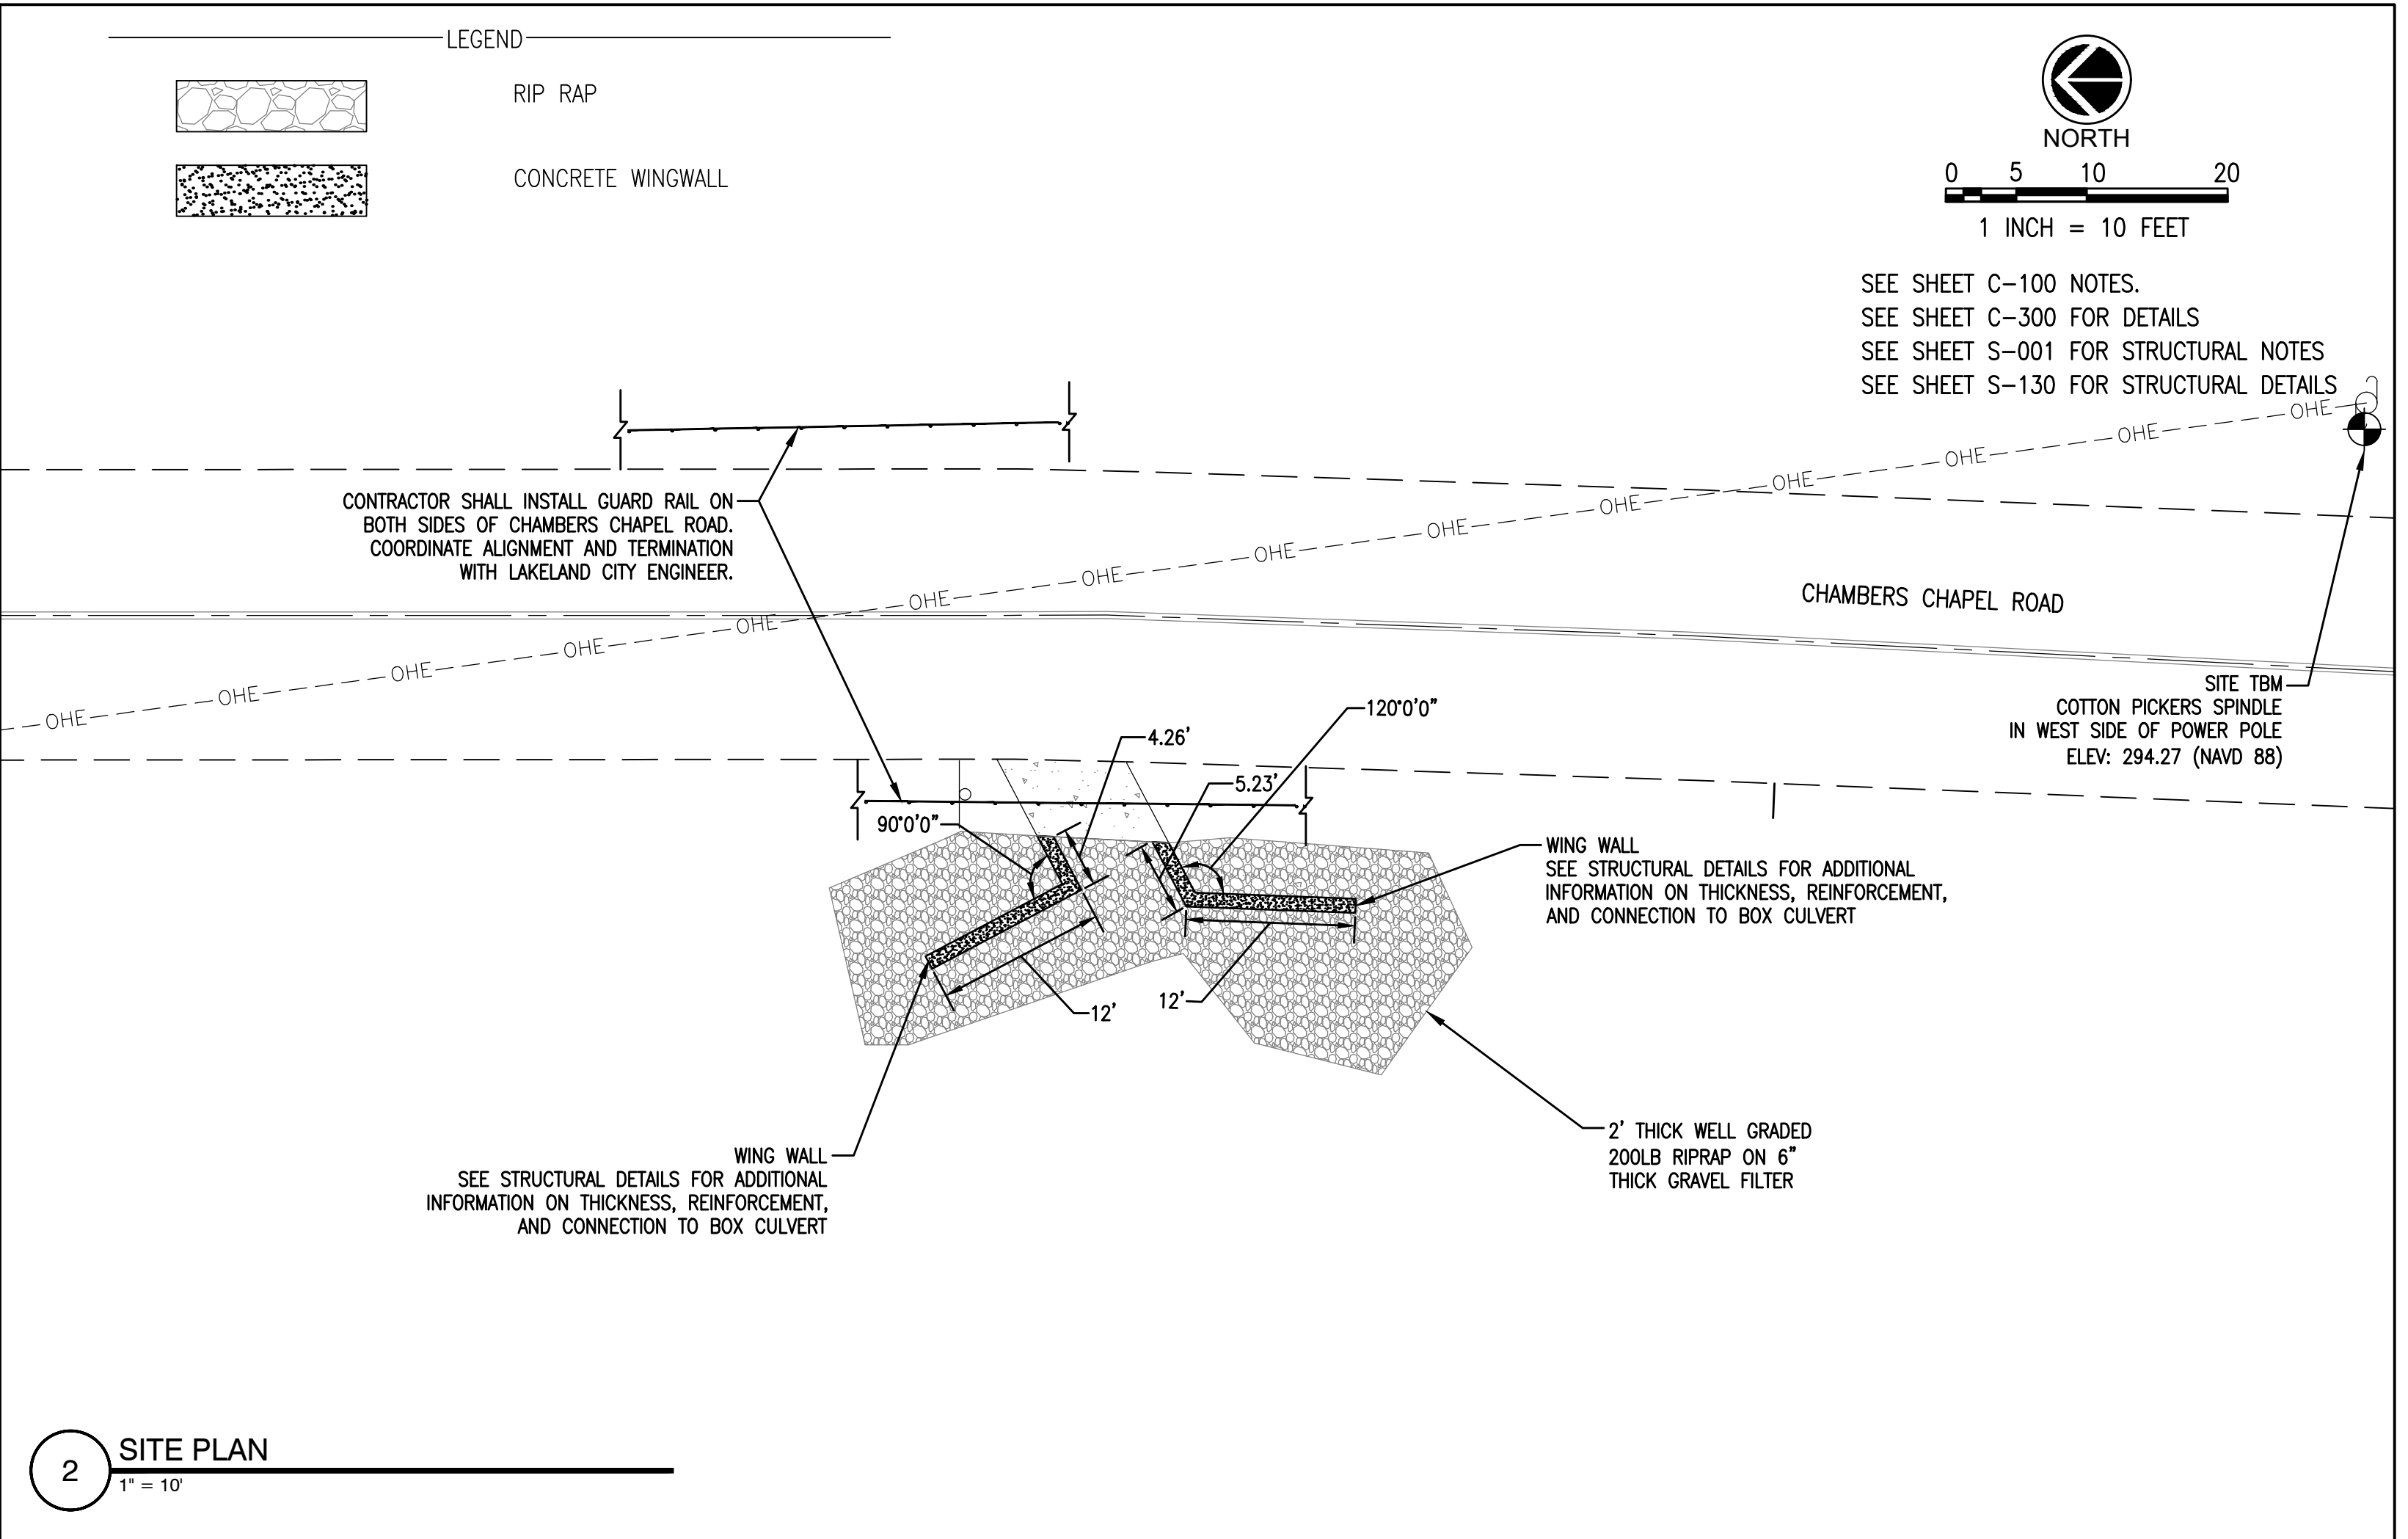 LEGEND
RIP RAP
CONCRETE WINGWALL
NORTH
0 5 10 20
1 INCH = 10 FEET
SEE SHEET C-100 NOTES.
SEE SHEET C-300 FOR DETAILS
SEE SHEET S-001 FOR STRUCTURAL NOTES
SEE SHEET S-130 FOR STRUCTURAL DETAILS
OHE OHE OHE OHE OHE OHE OHE OHE OHE OHE OHE OHE OHE OHE
CONTRACTOR SHALL INSTALL GUARD RAIL ON
BOTH SIDES OF CHAMBERS CHAPEL ROAD.
COORDINATE ALIGNMENT AND TERMINATION
WITH LAKELAND CITY ENGINEER.
CHAMBERS CHAPEL ROAD
SITE TBM
COTTON PICKERS SPINDLE
IN WEST SIDE OF POWER POLE
ELEV: 294.27 (NAVD 88)
120°0'0"
4.26'
5.23'
90°0'0"
WING WALL
SEE STRUCTURAL DETAILS FOR ADDITIONAL
INFORMATION ON THICKNESS, REINFORCEMENT,
AND CONNECTION TO BOX CULVERT
12'
12'
2' THICK WELL GRADED
200LB RIPRAP ON 6"
THICK GRAVEL FILTER
WING WALL
SEE STRUCTURAL DETAILS FOR ADDITIONAL
INFORMATION ON THICKNESS, REINFORCEMENT,
AND CONNECTION TO BOX CULVERT
2
SITE PLAN
1" = 10'